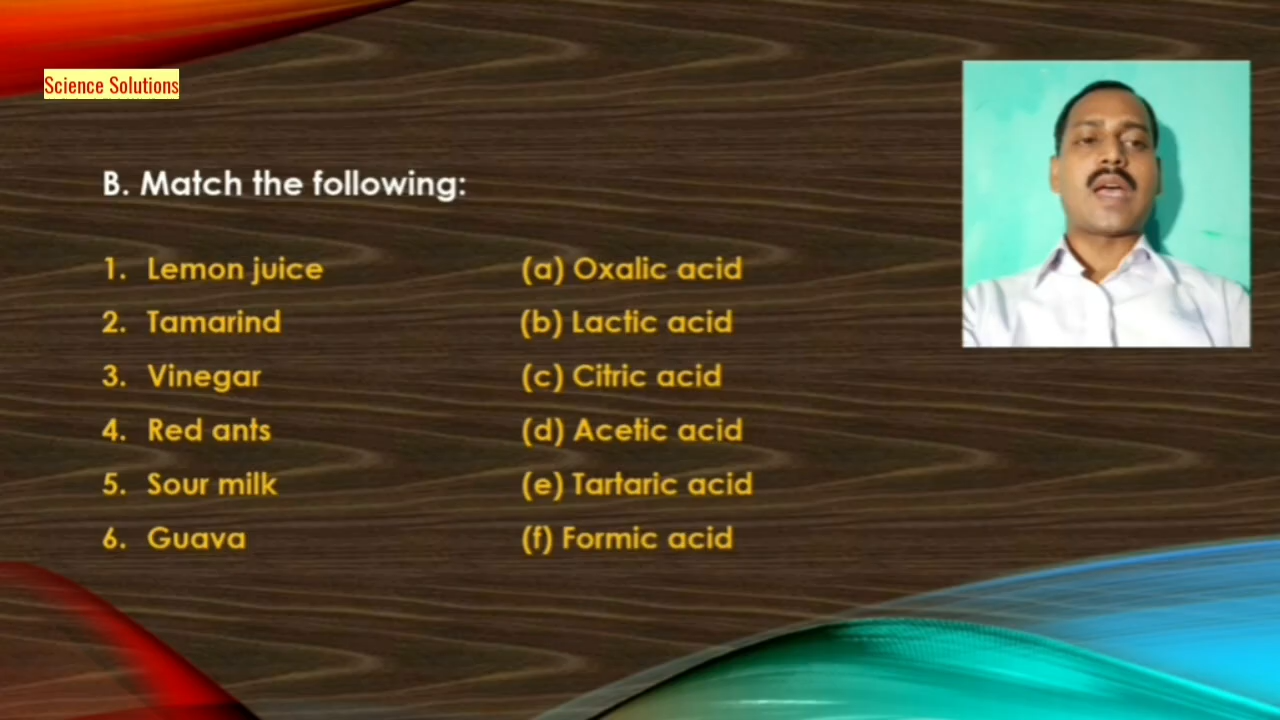 Science Solutions
B. Match the following:
1. Lemon juice (a) Oxalic acid
2. Tamarind (b) Lactic acid
3. Vinegar (c) Citric acid
4. Red ants (d) Acetic acid
5. Sour milk (e) Tartaric acid
6. Guava (f) Formic acid